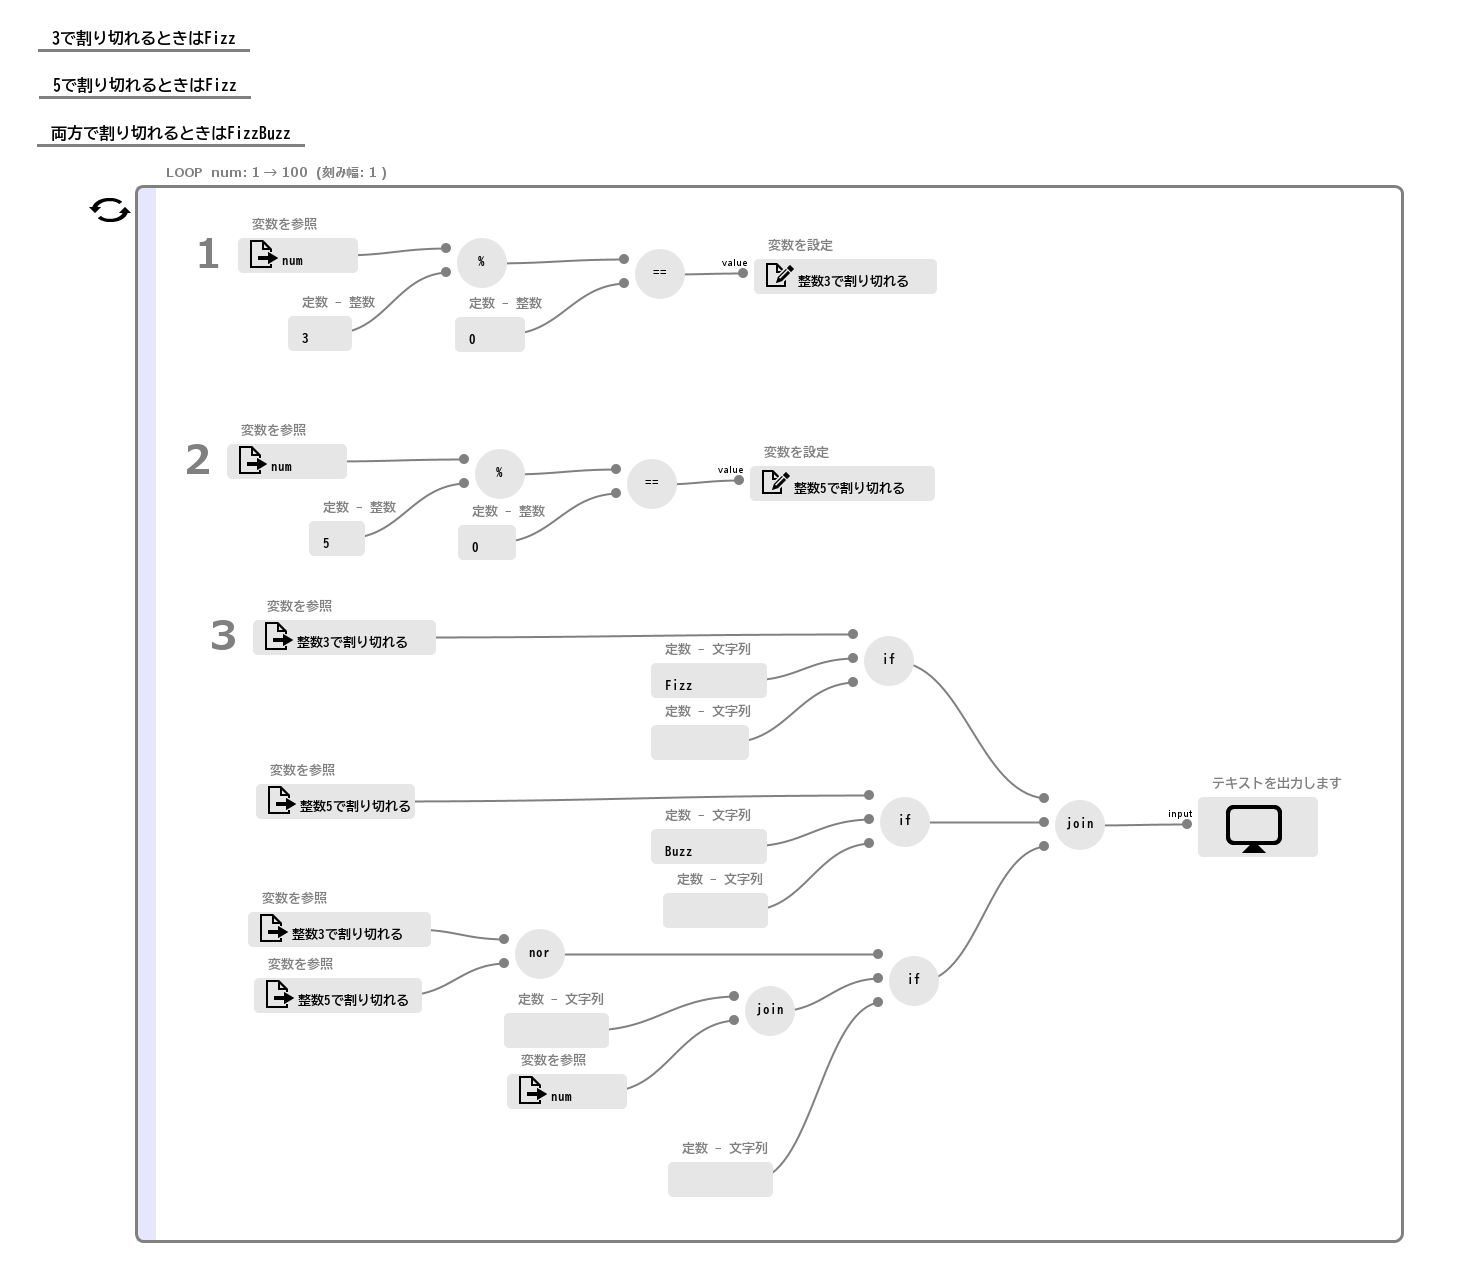 3で割り切れるときはFizz
5で割り切れるときはFizz
両方で割り切れるときはFizzBuzz
LOOP num: 1 → 100 (刻み幅: 1 )
1
変数を参照
num
定数 - 整数
3
%
定数 - 整数
0
==
value
変数を設定
整数3で割り切れる
2
変数を参照
num
定数 - 整数
5
%
定数 - 整数
0
==
value
変数を設定
整数5で割り切れる
3
変数を参照
整数3で割り切れる
定数 - 文字列
Fizz
定数 - 文字列
if
変数を参照
整数5で割り切れる
定数 - 文字列
Buzz
定数 - 文字列
if
変数を参照
整数3で割り切れる
変数を参照
整数5で割り切れる
nor
定数 - 文字列
変数を参照
num
join
定数 - 文字列
if
join
input
テキストを出力します